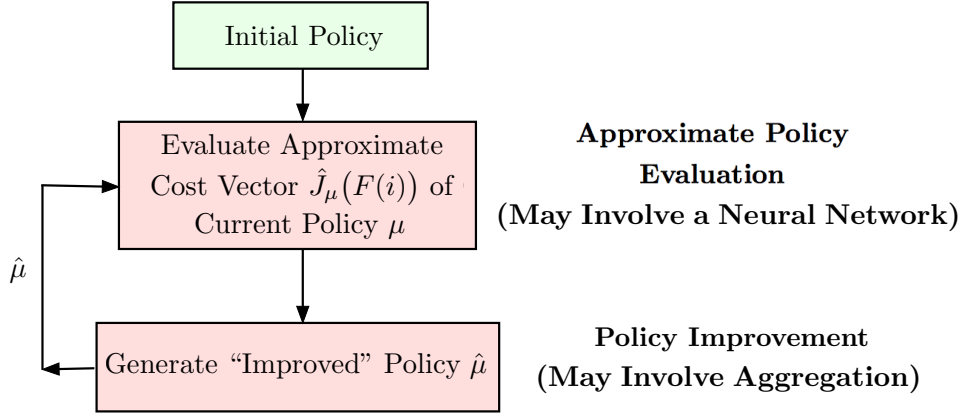 Initial Policy
Evaluate Approximate
Cost Vector Ĵ_μ(F(i)) of
Current Policy μ
Approximate Policy
Evaluation
(May Involve a Neural Network)
μ̂
Generate “Improved” Policy μ̂
Policy Improvement
(May Involve Aggregation)